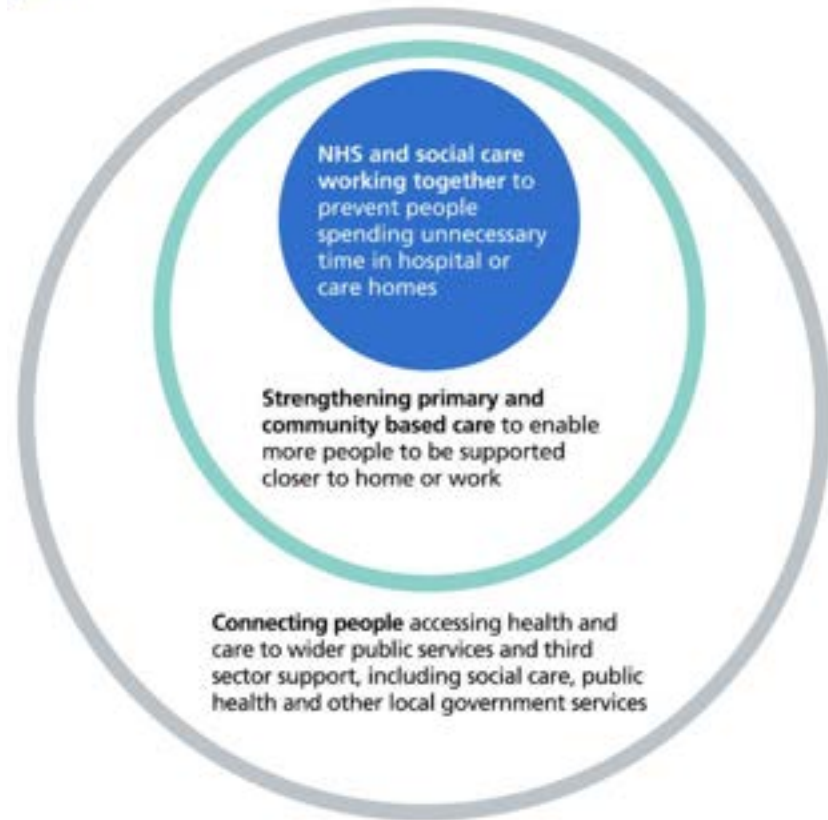 NHS and social care
working together to
prevent people
spending unnecessary
time in hospital or
care homes
Strengthening primary and
community based care to enable
more people to be supported
closer to home or work
Connecting people accessing health and
care to wider public services and third
sector support, including social care, public
health and other local government services